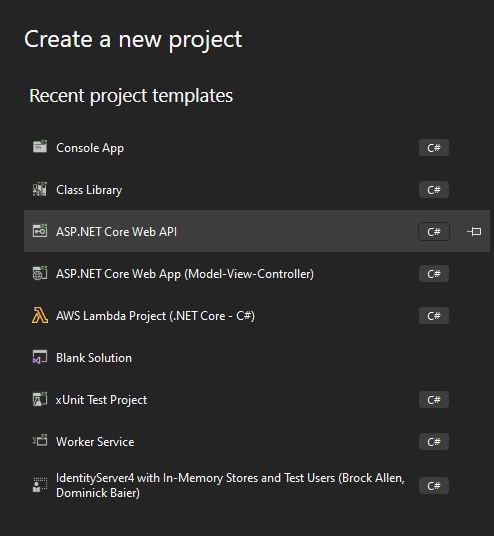 Create a new project
Recent project templates
Console App C#
Class Library C#
ASP.NET Core Web API C#
ASP.NET Core Web App (Model-View-Controller) C#
AWS Lambda Project (.NET Core - C#) C#
Blank Solution
xUnit Test Project C#
Worker Service C#
IdentityServer4 with In-Memory Stores and Test Users (Brock Allen, C#
Dominick Baier)